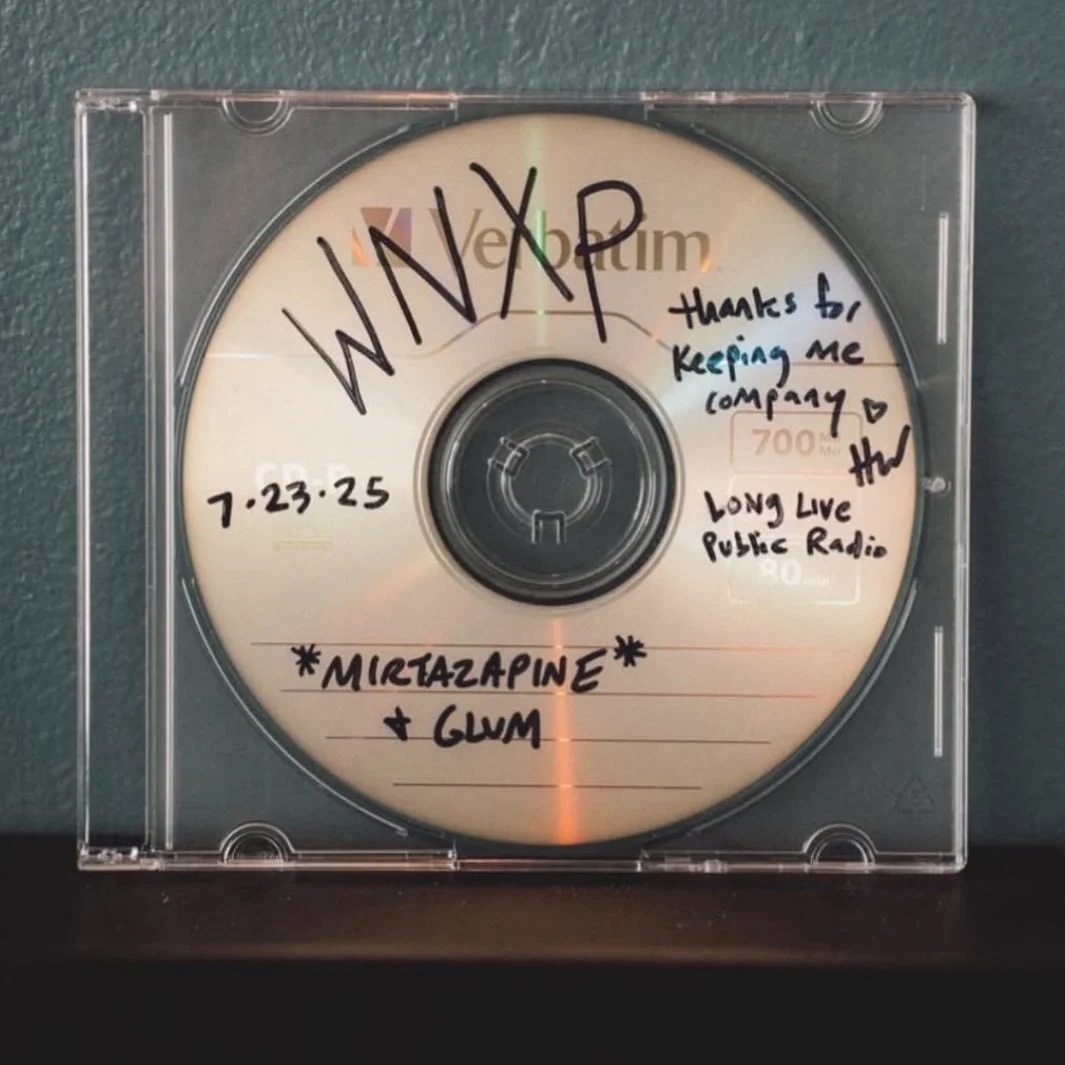 WNXP
Verbatim
thanks for
Keeping me
company ♡
HW
700
CD-R
7.23.25
Long Live
Public Radio
80min
*MIRTAZAPINE*
+ GLUM